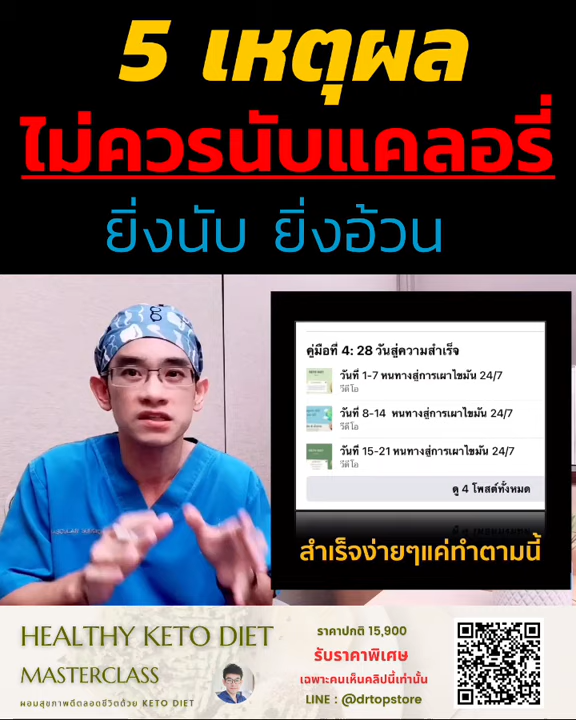 5 เหตุผล
ไม่ควรนับแคลอรี่
ยิ่งนับ ยิ่งอ้วน
คู่มือที่ 4: 28 วันสู่ความสำเร็จ
วันที่ 1-7 หนทางสู่การเผาไขมัน 24/7
วีดีโอ
วันที่ 8-14 หนทางสู่การเผาไขมัน 24/7
วีดีโอ
วันที่ 15-21 หนทางสู่การเผาไขมัน 24/7
วีดีโอ
ดู 4 โพสต์ทั้งหมด
สำเร็จง่ายๆแค่ทำตามนี้
HEALTHY KETO DIET
MASTERCLASS
ผอมสุขภาพดีตลอดชีวิตด้วย KETO DIET
ราคาปกติ 15,900
รับราคาพิเศษ
เฉพาะคนเห็นคลิปนี้เท่านั้น
LINE : @drtopstore